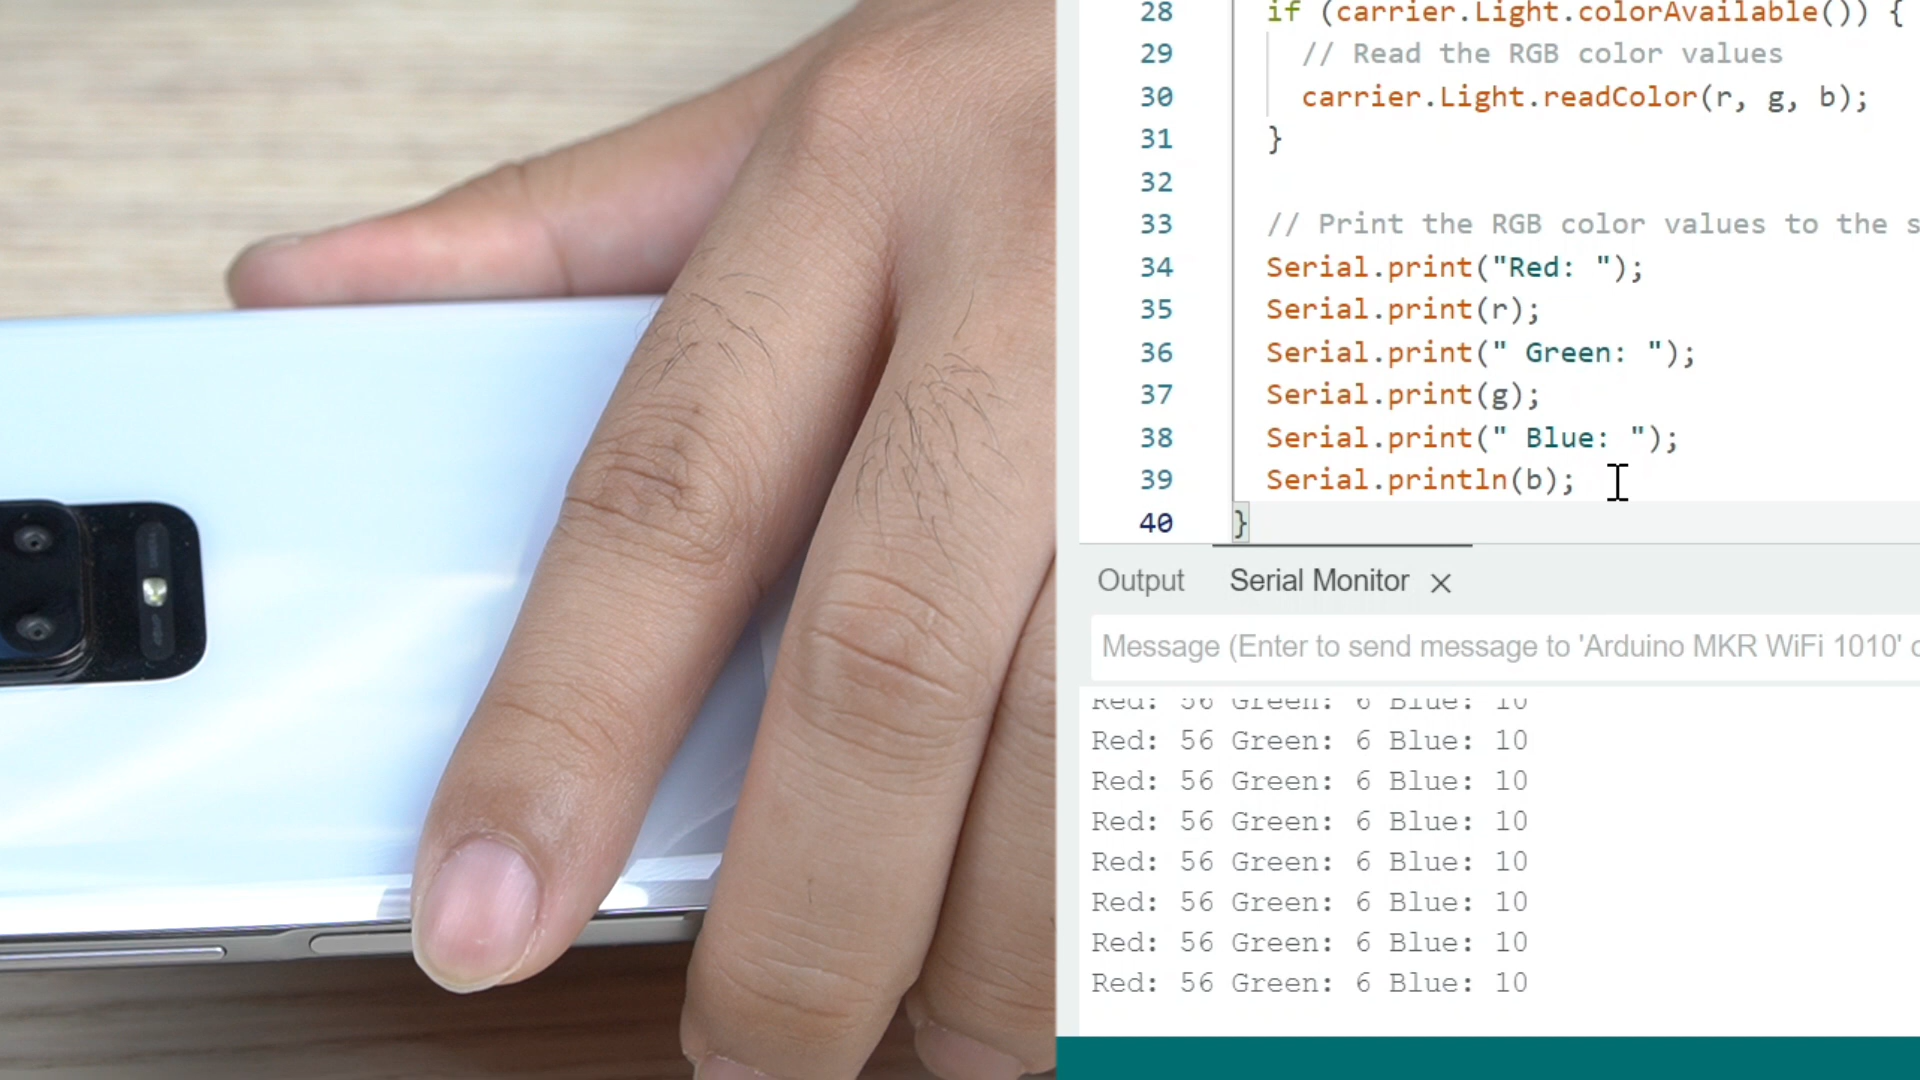 28 if (carrier.Light.colorAvailable()) {
29 // Read the RGB color values
30 carrier.Light.readColor(r, g, b);
31 }
32
33 // Print the RGB color values to the s
34 Serial.print("Red: ");
35 Serial.print(r);
36 Serial.print(" Green: ");
37 Serial.print(g);
38 Serial.print(" Blue: ");
39 Serial.println(b);
40 }
Output Serial Monitor
Message (Enter to send message to 'Arduino MKR WiFi 1010' o
Red: 56 Green: 6 Blue: 10
Red: 56 Green: 6 Blue: 10
Red: 56 Green: 6 Blue: 10
Red: 56 Green: 6 Blue: 10
Red: 56 Green: 6 Blue: 10
Red: 56 Green: 6 Blue: 10
Red: 56 Green: 6 Blue: 10
Red: 56 Green: 6 Blue: 10